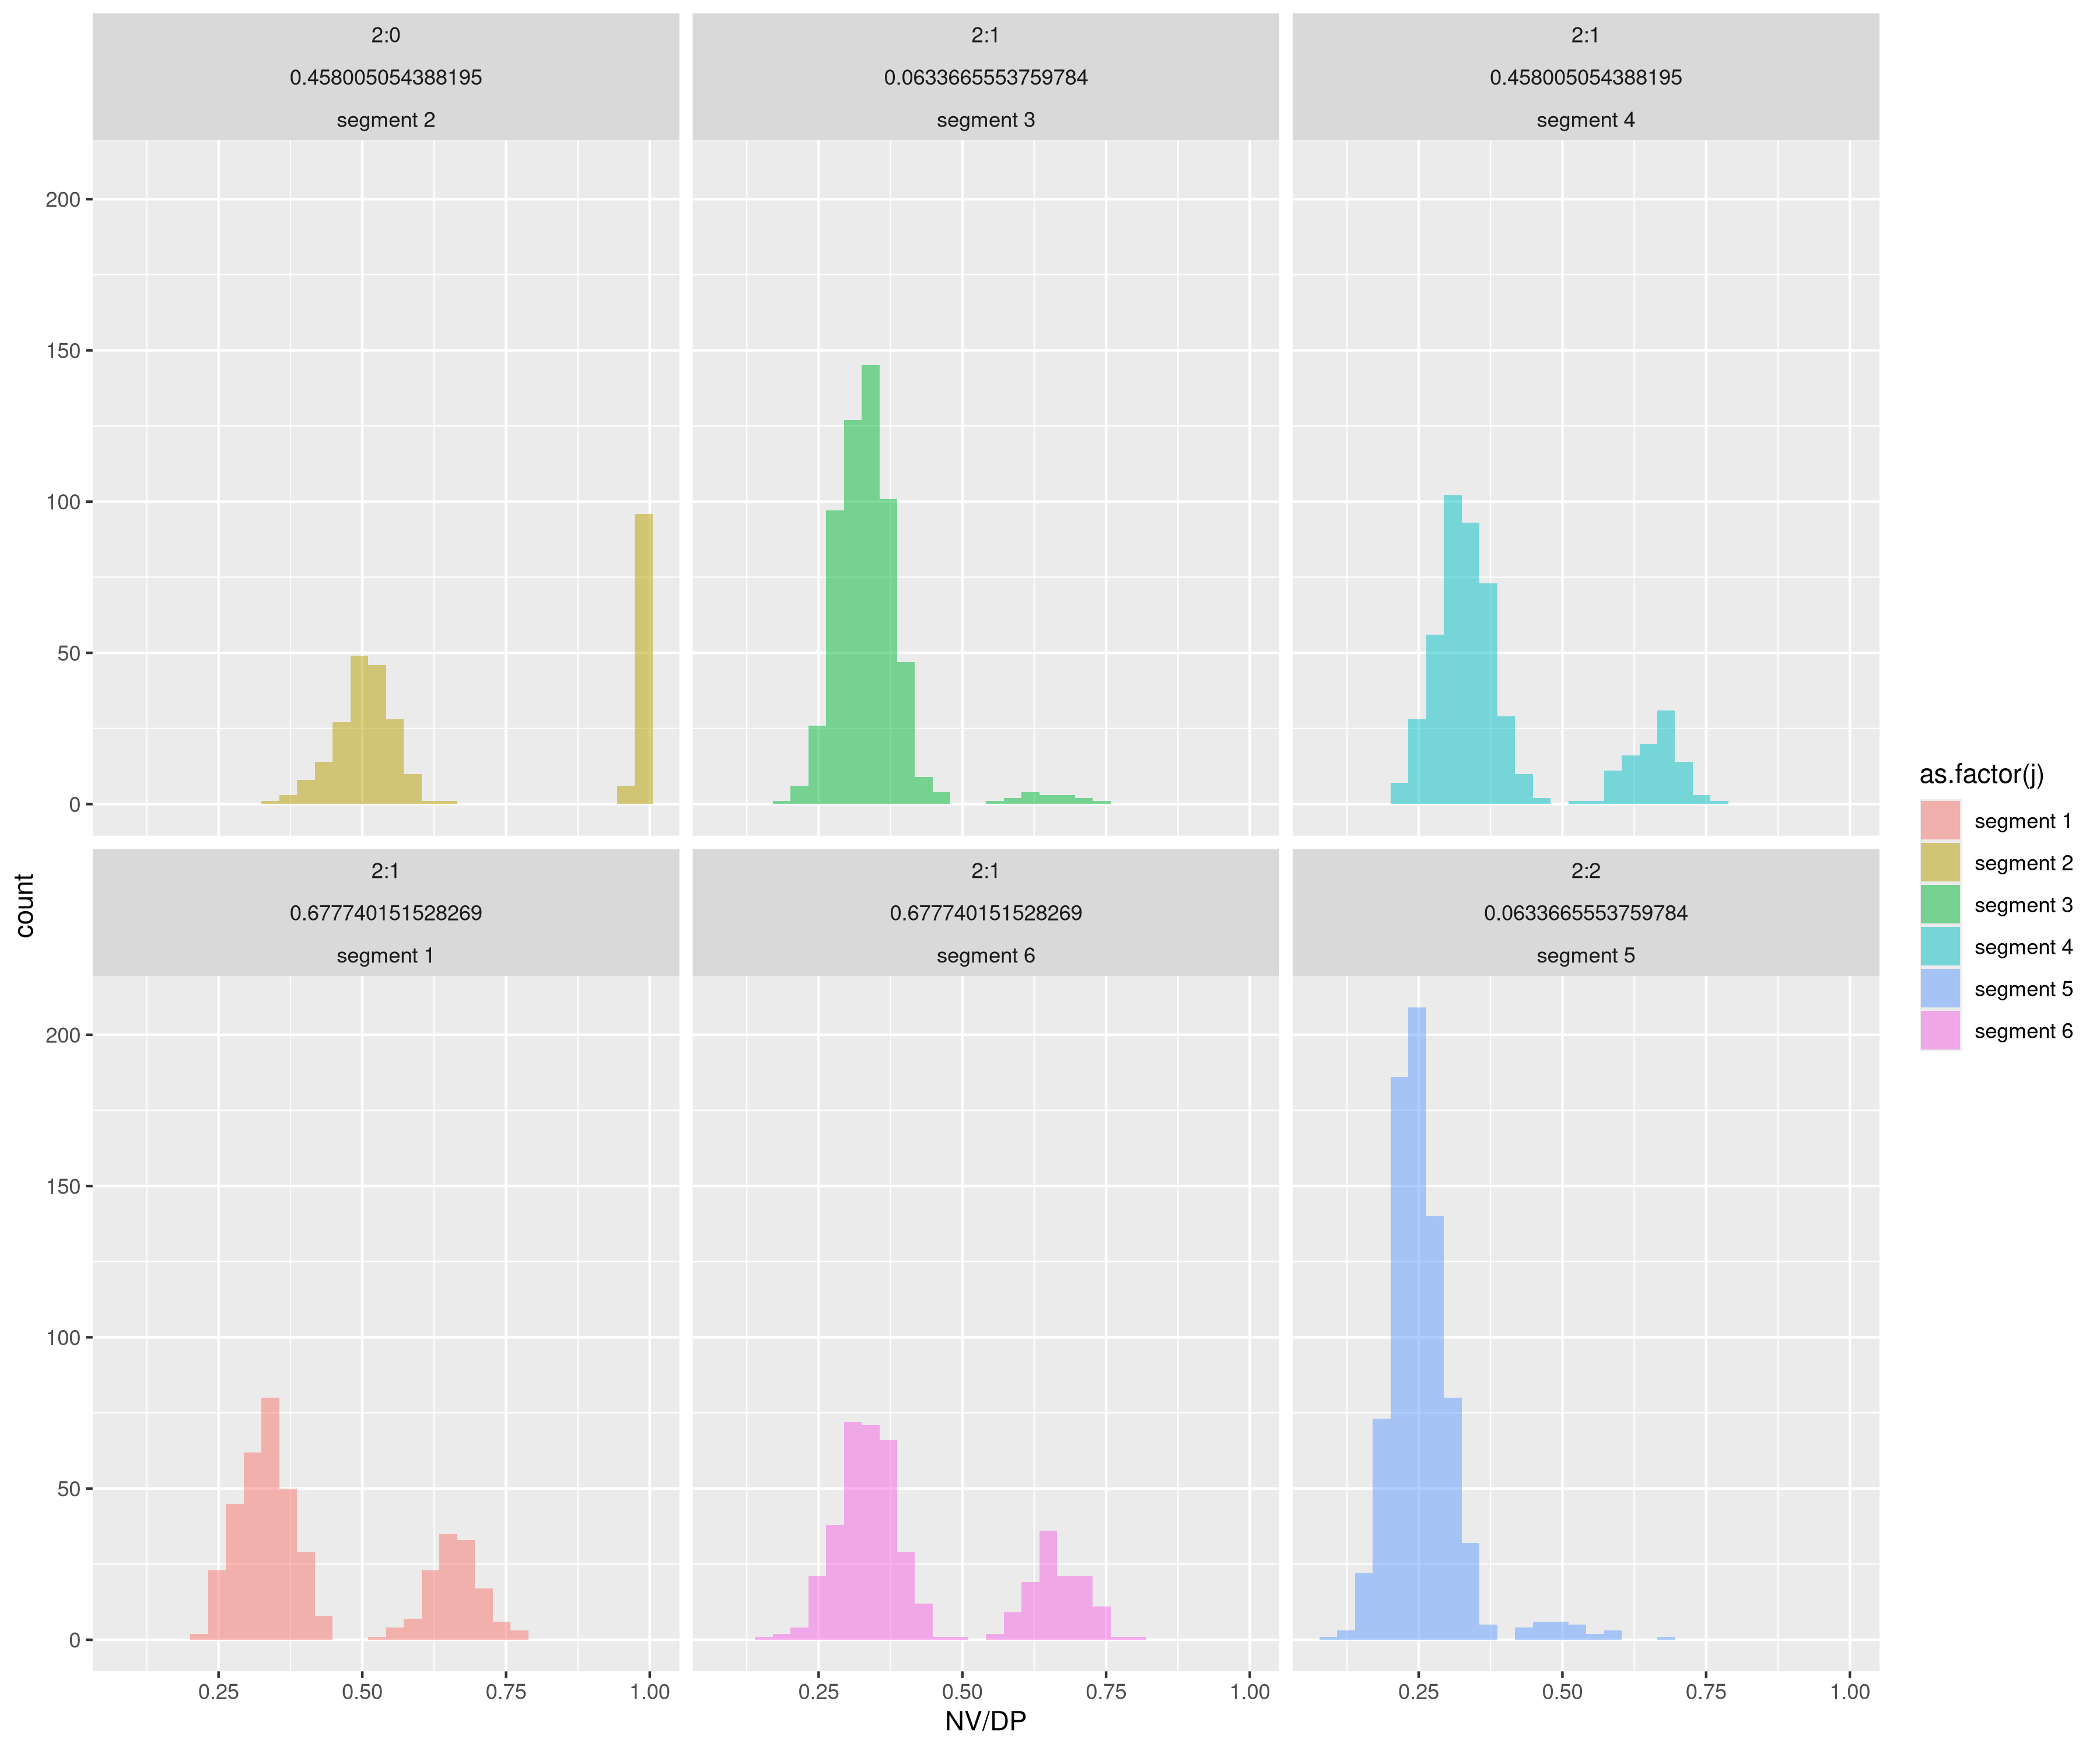 2:0
0.458005054388195
segment 2
2:1
0.0633665553759784
segment 3
2:1
0.458005054388195
segment 4
200
150
100
50
0
2:1
0.677740151528269
segment 1
2:1
0.677740151528269
segment 6
2:2
0.0633665553759784
segment 5
200
150
100
50
0
count
0.25 0.50 0.75 1.00
0.25 0.50 0.75 1.00
0.25 0.50 0.75 1.00
NV/DP
as.factor(j)
segment 1
segment 2
segment 3
segment 4
segment 5
segment 6